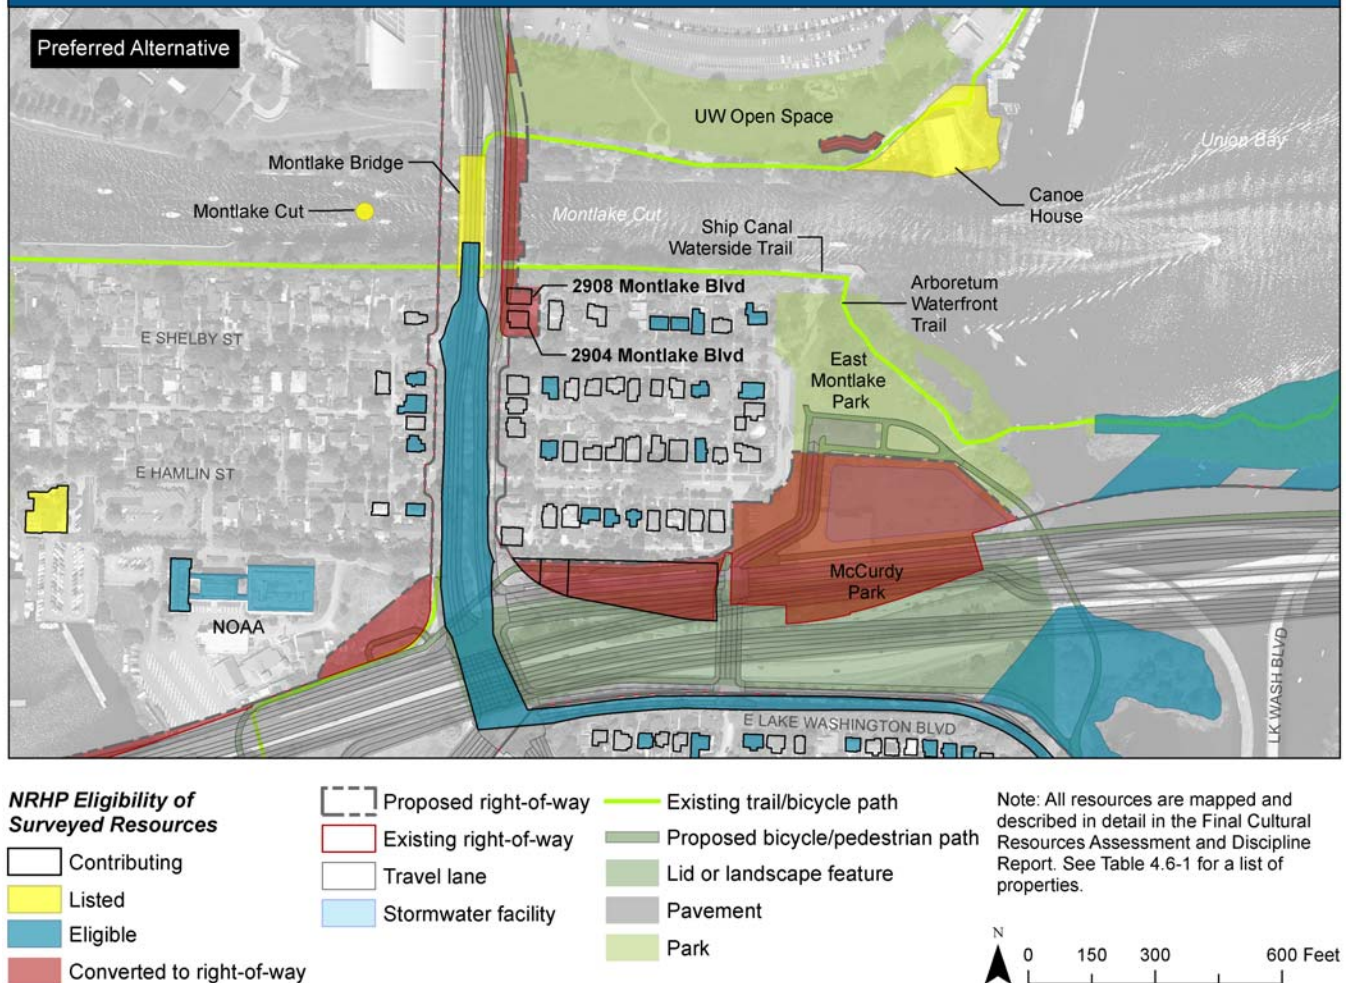 Preferred Alternative
UW Open Space
Union Bay
Montlake Bridge
Montlake Cut
Montlake Cut
Canoe
House
Ship Canal
Waterside Trail
2908 Montlake Blvd
Arboretum
Waterfront
Trail
E SHELBY ST
2904 Montlake Blvd
East
Montlake
Park
E HAMLIN ST
McCurdy
Park
NOAA
LK WASH BLVD
E LAKE WASHINGTON BLVD
NRHP Eligibility of
Surveyed Resources
Contributing
Listed
Eligible
Converted to right-of-way
Proposed right-of-way
Existing right-of-way
Travel lane
Stormwater facility
Existing trail/bicycle path
Proposed bicycle/pedestrian path
Lid or landscape feature
Pavement
Park
Note: All resources are mapped and
described in detail in the Final Cultural
Resources Assessment and Discipline
Report. See Table 4.6-1 for a list of
properties.
N
0 150 300 600 Feet